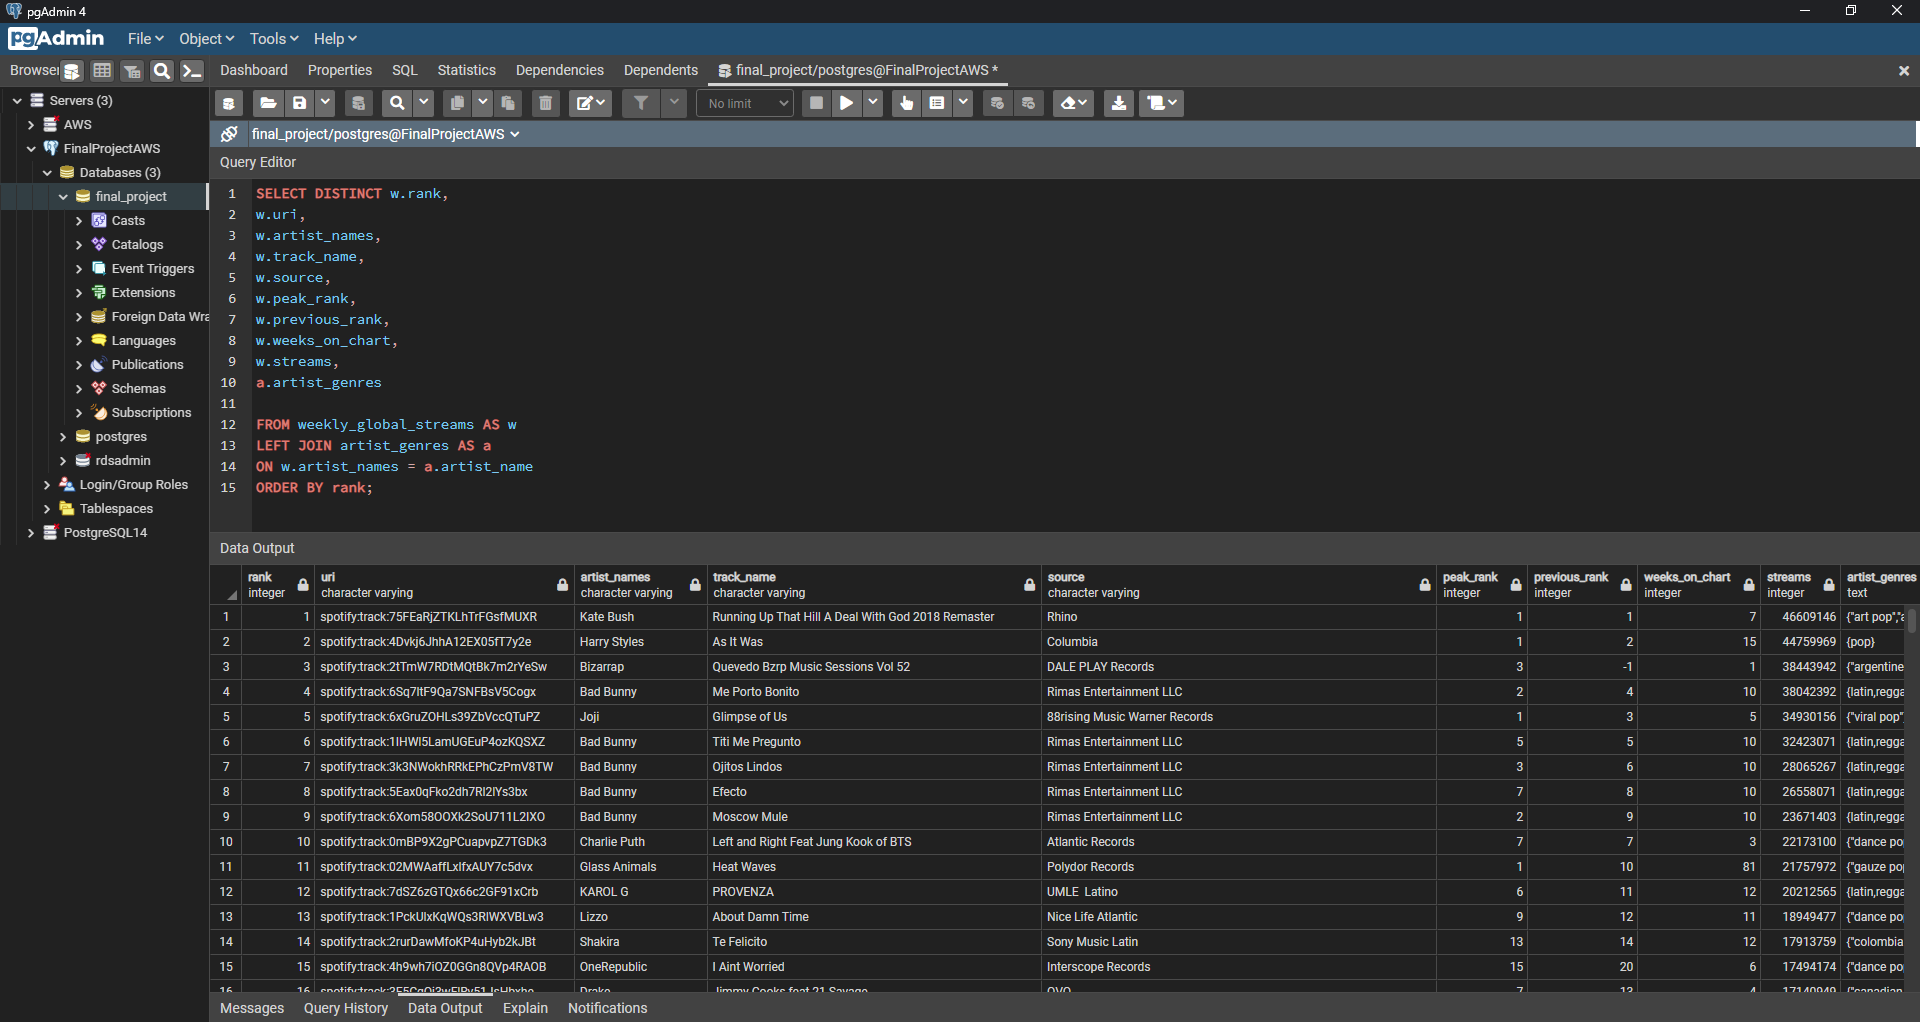 pgAdmin 4
pgAdmin File Object Tools Help
Browser Dashboard Properties SQL Statistics Dependencies Dependents final_project/postgres@FinalProjectAWS *
Servers (3)
AWS
FinalProjectAWS
Databases (3)
final_project
Casts
Catalogs
Event Triggers
Extensions
Foreign Data Wra
Languages
Publications
Schemas
Subscriptions
postgres
rdsadmin
Login/Group Roles
Tablespaces
PostgreSQL14
No limit
final_project/postgres@FinalProjectAWS
Query Editor
1 SELECT DISTINCT w.rank,
2 w.uri,
3 w.artist_names,
4 w.track_name,
5 w.source,
6 w.peak_rank,
7 w.previous_rank,
8 w.weeks_on_chart,
9 w.streams,
10 a.artist_genres
11
12 FROM weekly_global_streams AS w
13 LEFT JOIN artist_genres AS a
14 ON w.artist_names = a.artist_name
15 ORDER BY rank;
Data Output
rank uri artist_names track_name source peak_rank previous_rank weeks_on_chart streams artist_genres
integer character varying character varying character varying character varying integer integer integer integer text
1 1 spotify:track:75FEaRjZTKLhTrFGsfMUXR Kate Bush Running Up That Hill A Deal With God 2018 Remaster Rhino 1 1 7 46609146 {"art pop","a
2 2 spotify:track:4Dvkj6JhhA12EX05fT7y2e Harry Styles As It Was Columbia 1 2 15 44759969 {pop}
3 3 spotify:track:2tTmW7RDtMQtBk7m2rYeSw Bizarrap Quevedo Bzrp Music Sessions Vol 52 DALE PLAY Records 3 -1 1 38443942 {"argentine
4 4 spotify:track:6Sq7ltF9Qa7SNFBsV5Cogx Bad Bunny Me Porto Bonito Rimas Entertainment LLC 2 4 10 38042392 {latin,regga
5 5 spotify:track:6xGruZOHLs39ZbVccQTuPZ Joji Glimpse of Us 88rising Music Warner Records 1 3 5 34930156 {"viral pop"
6 6 spotify:track:1IHWl5LamUGEuP4ozKQSXZ Bad Bunny Titi Me Pregunto Rimas Entertainment LLC 5 5 10 32423071 {latin,regga
7 7 spotify:track:3k3NWokhRRkEPhCzPmV8TW Bad Bunny Ojitos Lindos Rimas Entertainment LLC 3 6 10 28065267 {latin,regga
8 8 spotify:track:5Eax0qFko2dh7Rl2lYs3bx Bad Bunny Efecto Rimas Entertainment LLC 7 8 10 26558071 {latin,regga
9 9 spotify:track:6Xom58OOXk2SoU711L2IXO Bad Bunny Moscow Mule Rimas Entertainment LLC 2 9 10 23671403 {latin,regga
10 10 spotify:track:0mBP9X2gPCuapvpZ7TGDk3 Charlie Puth Left and Right Feat Jung Kook of BTS Atlantic Records 7 7 3 22173100 {"dance po
11 11 spotify:track:02MWAaffLxlfxAUY7c5dvx Glass Animals Heat Waves Polydor Records 1 10 81 21757972 {"gauze po
12 12 spotify:track:7dSZ6zGTQx66c2GF91xCrb KAROL G PROVENZA UMLE Latino 6 11 12 20212565 {latin,regga
13 13 spotify:track:1PckUlxKqWQs3RlWXVBLw3 Lizzo About Damn Time Nice Life Atlantic 9 12 11 18949477 {"dance po
14 14 spotify:track:2rurDawMfoKP4uHyb2kJBt Shakira Te Felicito Sony Music Latin 13 14 12 17913759 {"colombia
15 15 spotify:track:4h9wh7iOZ0GGn8QVp4RAOB OneRepublic I Aint Worried Interscope Records 15 20 6 17494174 {"dance po
16 16 Drake Jimmy Cooks feat 21 Savage OVO 7 13 4 17140949 {"canadian
Messages Query History Data Output Explain Notifications